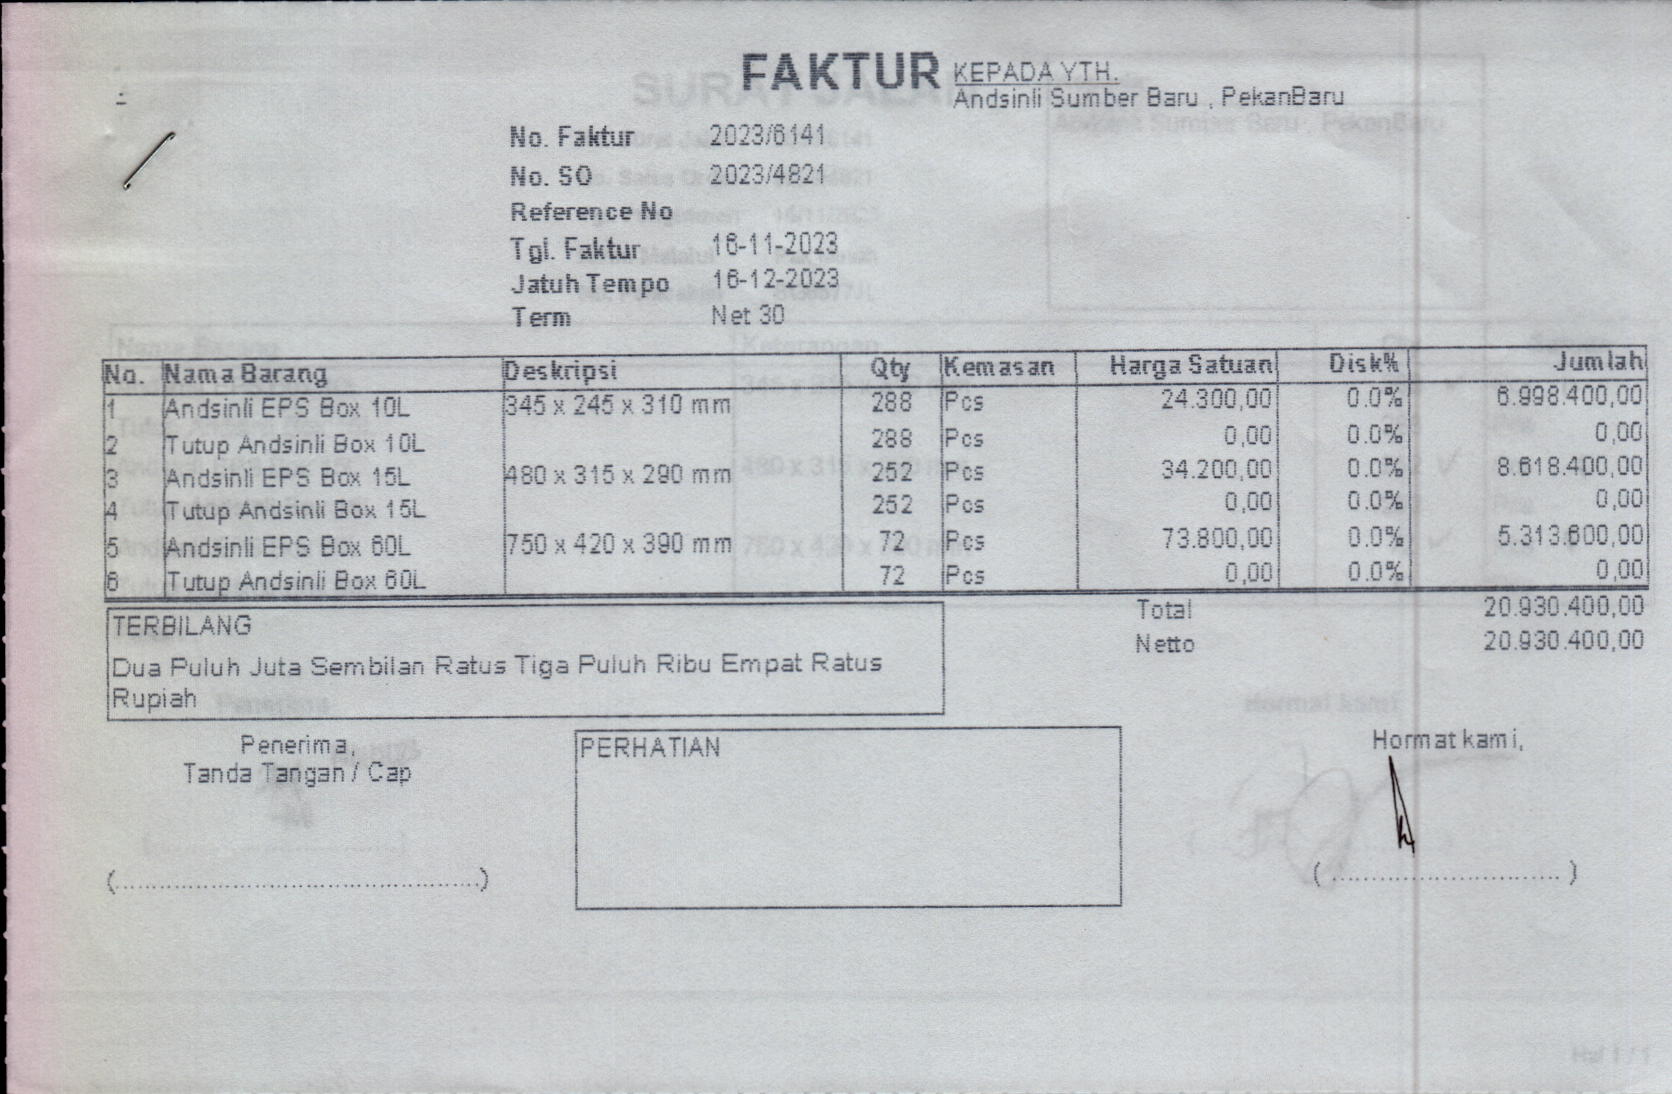 FAKTUR
KEPADA YTH.
Andsinli Sumber Baru , PekanBaru
No. Faktur 2023/6141
No. SO 2023/4821
Reference No
Tgl. Faktur 16-11-2023
Jatuh Tempo 16-12-2023
Term Net 30
No. Nama Barang Deskripsi Qty Kemasan Harga Satuan Disk% Jumlah
1 Andsinli EPS Box 10L 345 x 245 x 310 mm 288 Pcs 24.300,00 0.0% 6.998.400,00
2 Tutup Andsinli Box 10L 288 Pcs 0,00 0.0% 0,00
3 Andsinli EPS Box 15L 480 x 315 x 290 mm 252 Pcs 34.200,00 0.0% 8.618.400,00
4 Tutup Andsinli Box 15L 252 Pcs 0,00 0.0% 0,00
5 Andsinli EPS Box 60L 750 x 420 x 390 mm 72 Pcs 73.800,00 0.0% 5.313.600,00
6 Tutup Andsinli Box 60L 72 Pcs 0,00 0.0% 0,00
Total 20.930.400,00
Netto 20.930.400,00
TERBILANG
Dua Puluh Juta Sembilan Ratus Tiga Puluh Ribu Empat Ratus
Rupiah
Penerima,
Tanda Tangan / Cap
PERHATIAN
Hormat kami,
(..............................................)
( ............................. )
Hal 1 / 1